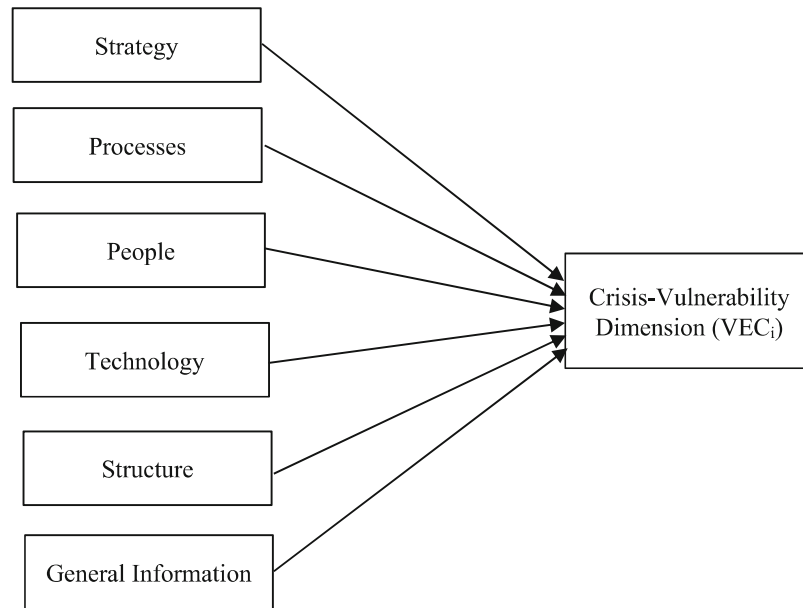 Strategy
Processes
People
Technology
Structure
General Information
Crisis-Vulnerability
Dimension (VECi)